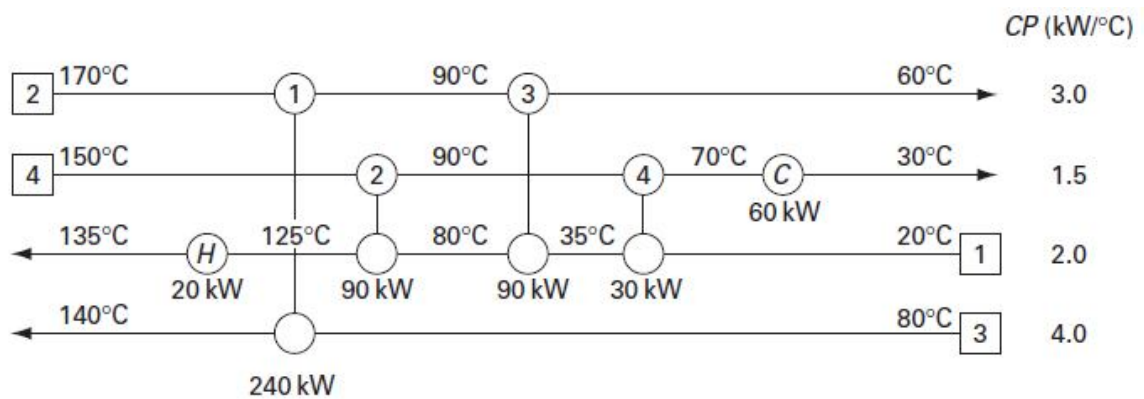 CP (kW/°C)
2 170°C 1 90°C 3 60°C 3.0
4 150°C 2 90°C 4 70°C C 30°C 1.5
60 kW
135°C H 125°C 80°C 35°C 20°C 1 2.0
20 kW 90 kW 90 kW 30 kW
140°C 80°C 3 4.0
240 kW